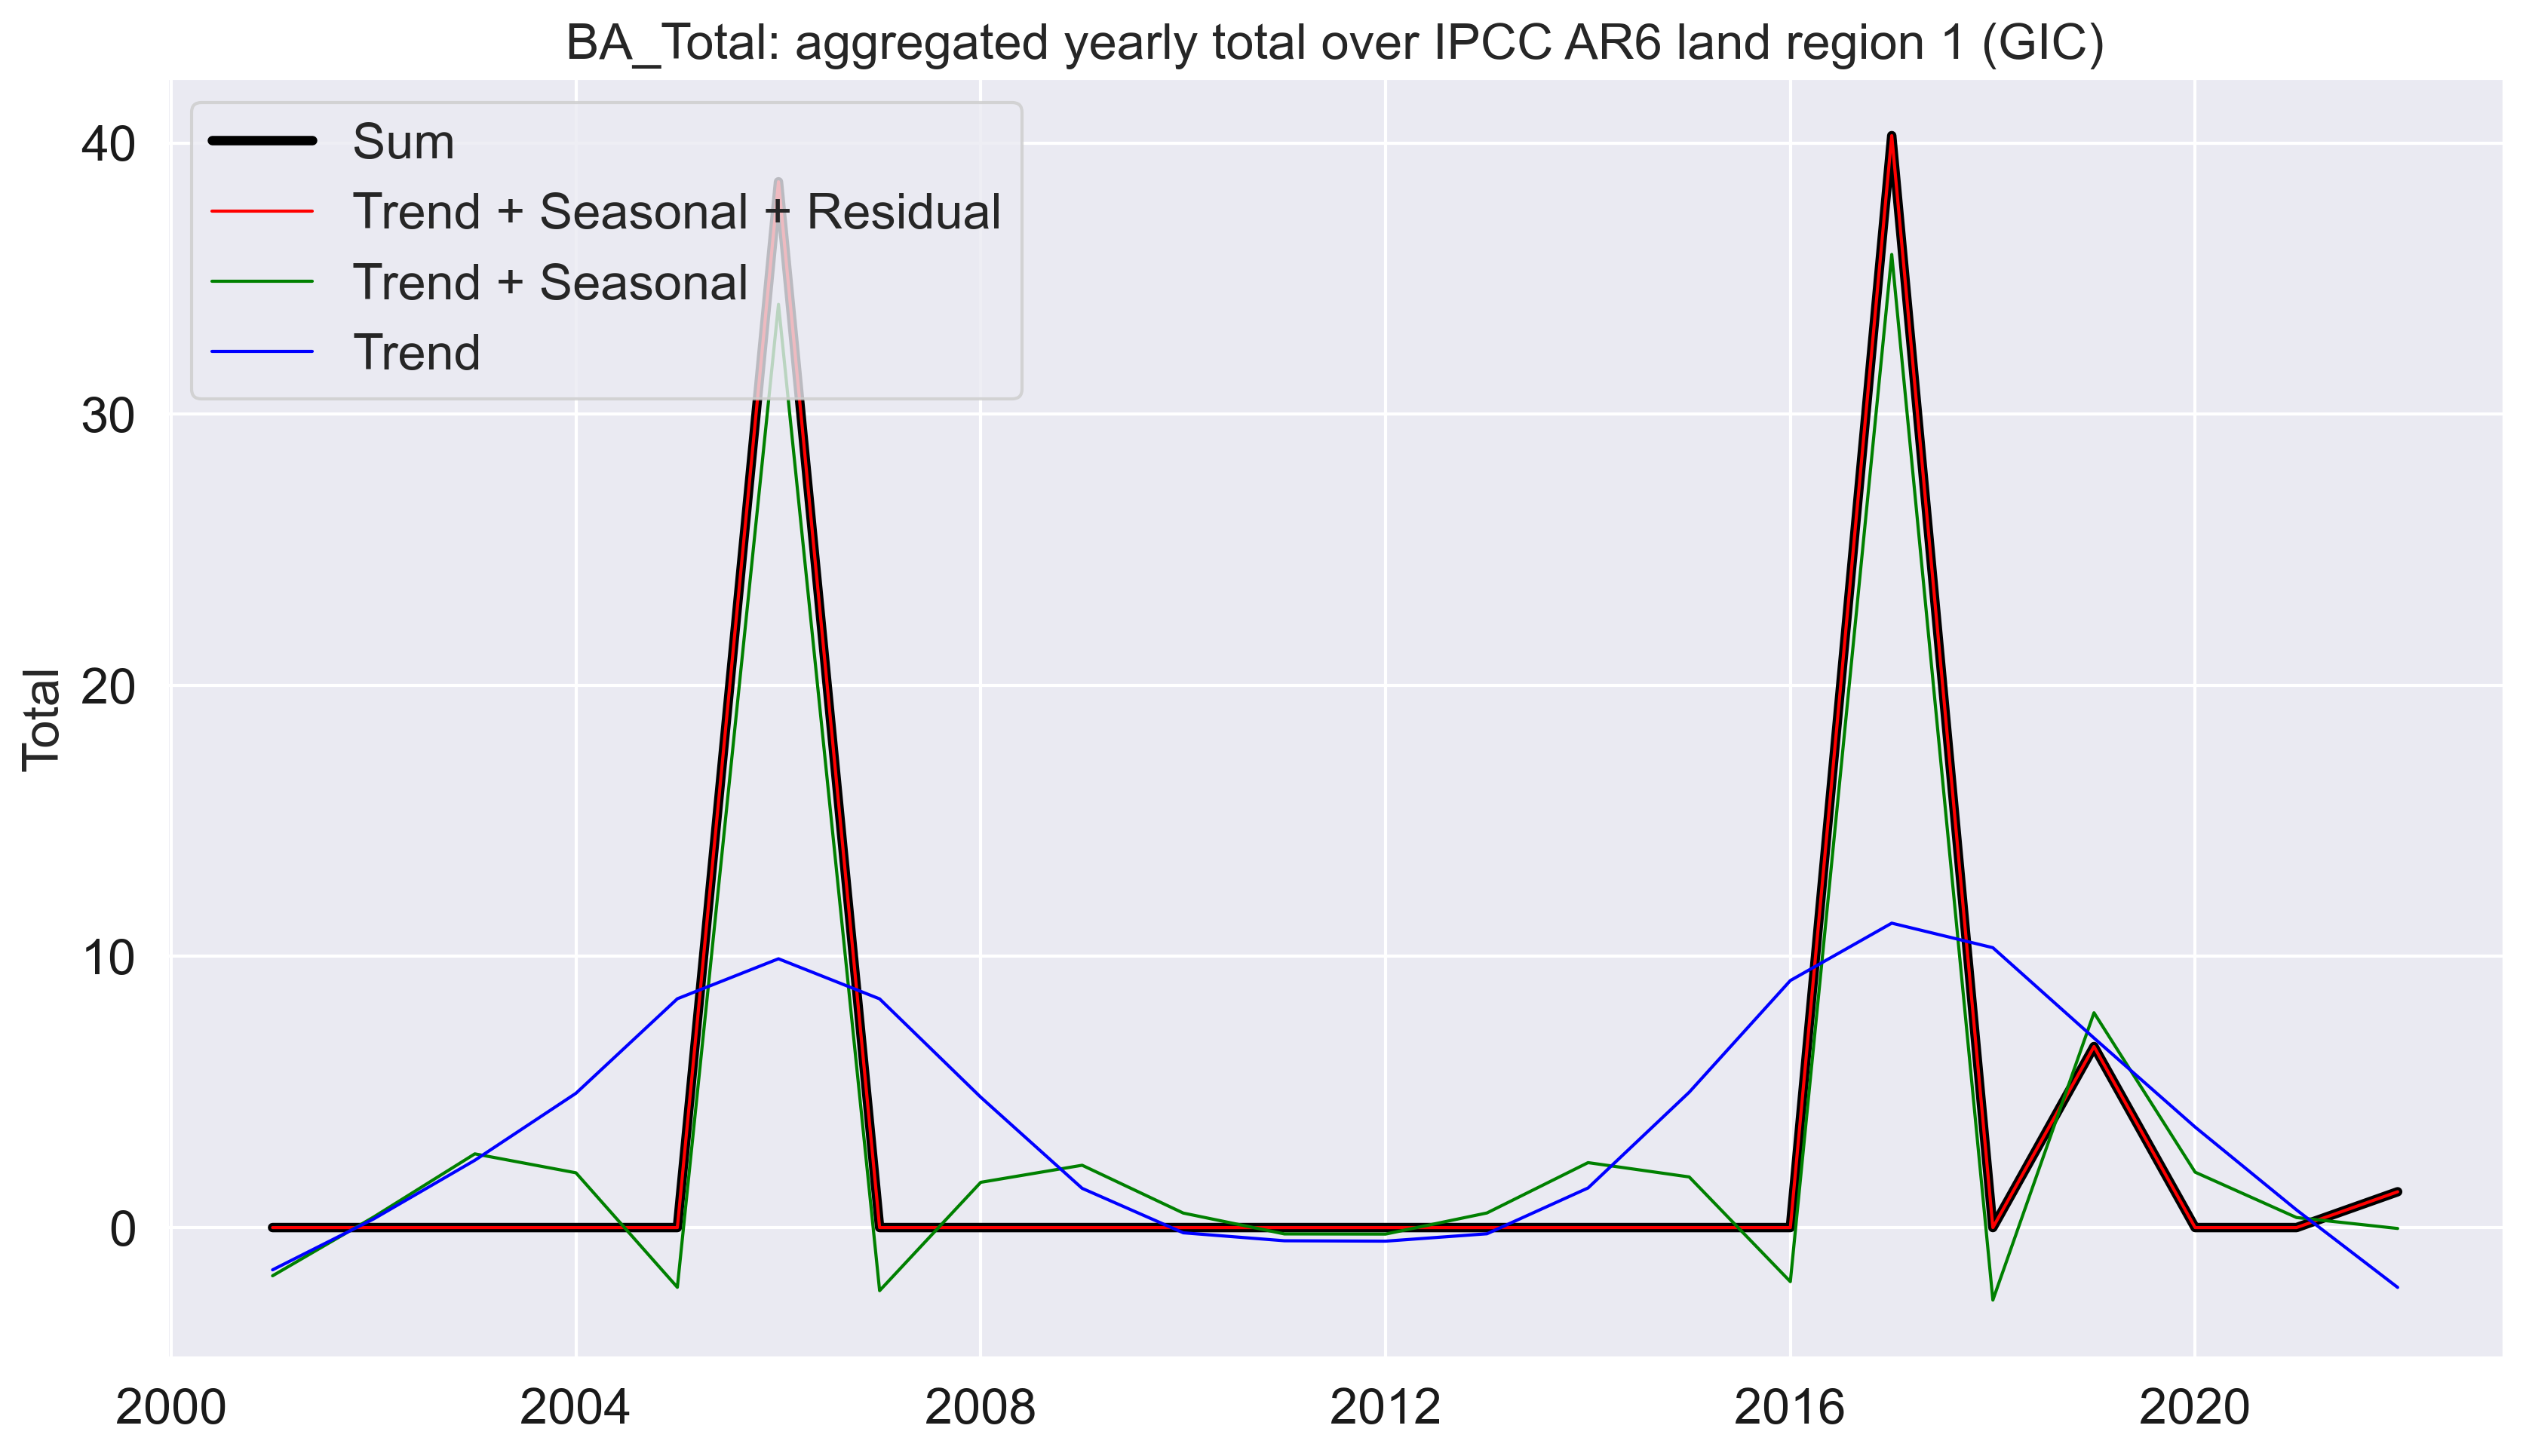 BA_Total: aggregated yearly total over IPCC AR6 land region 1 (GIC)
Sum
Trend + Seasonal + Residual
Trend + Seasonal
Trend
Total
40
30
20
10
0
2000 2004 2008 2012 2016 2020